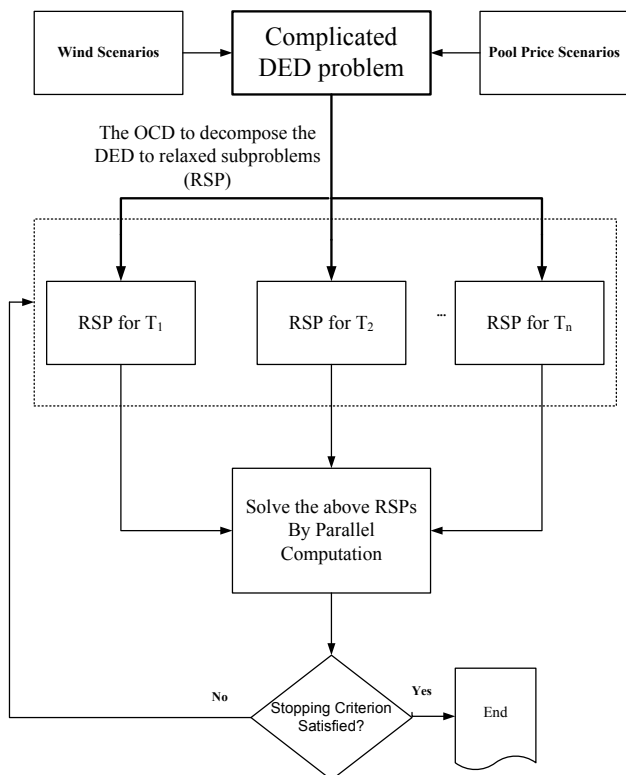 Wind Scenarios
Complicated
DED problem
Pool Price Scenarios
The OCD to decompose the
DED to relaxed subproblems
(RSP)
RSP for T₁
RSP for T₂
...
RSP for Tₙ
Solve the above RSPs
By Parallel
Computation
No
Stopping Criterion
Satisfied?
Yes
End